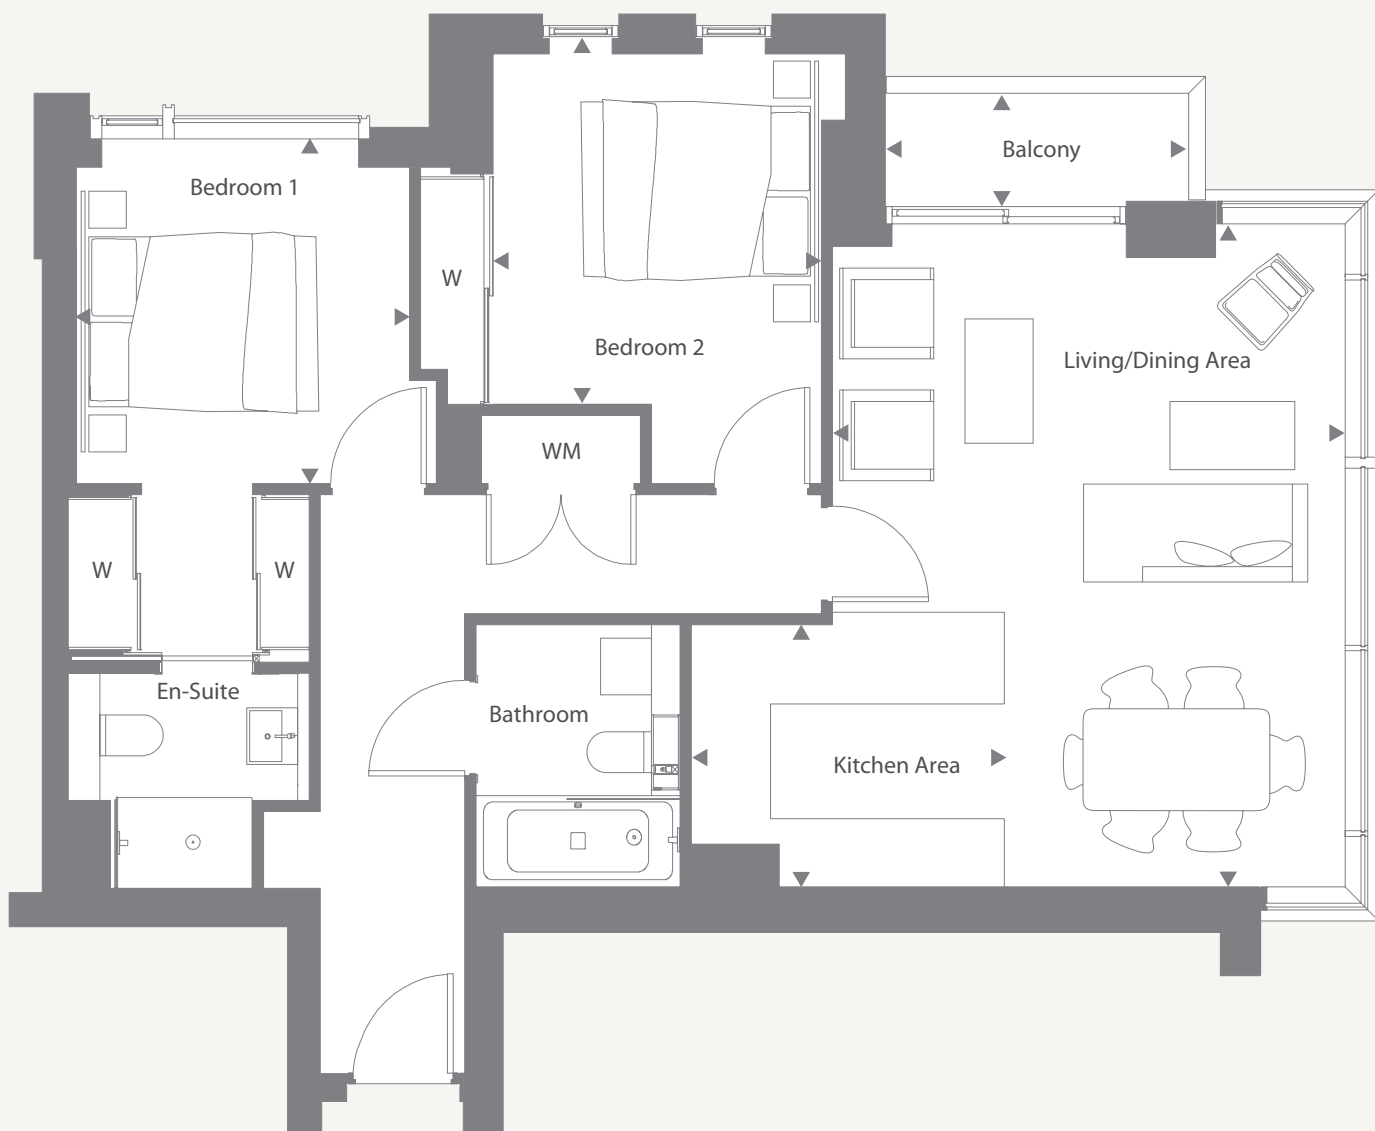 Balcony
Bedroom 1
W
Bedroom 2
Living/Dining Area
WM
W
W
En-Suite
Bathroom
Kitchen Area